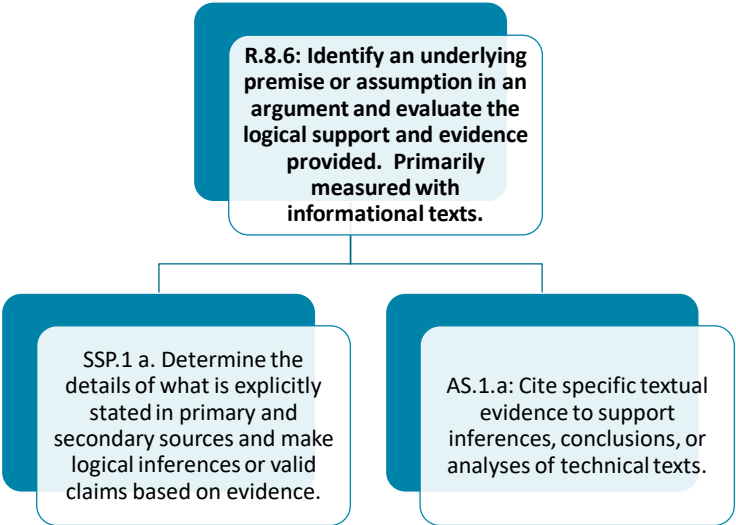 R.8.6: Identify an underlying
premise or assumption in an
argument and evaluate the
logical support and evidence
provided.  Primarily
measured with
informational texts.
SSP.1 a. Determine the
details of what is explicitly
stated in primary and
secondary sources and make
logical inferences or valid
claims based on evidence.
AS.1.a: Cite specific textual
evidence to support
inferences, conclusions, or
analyses of technical texts.